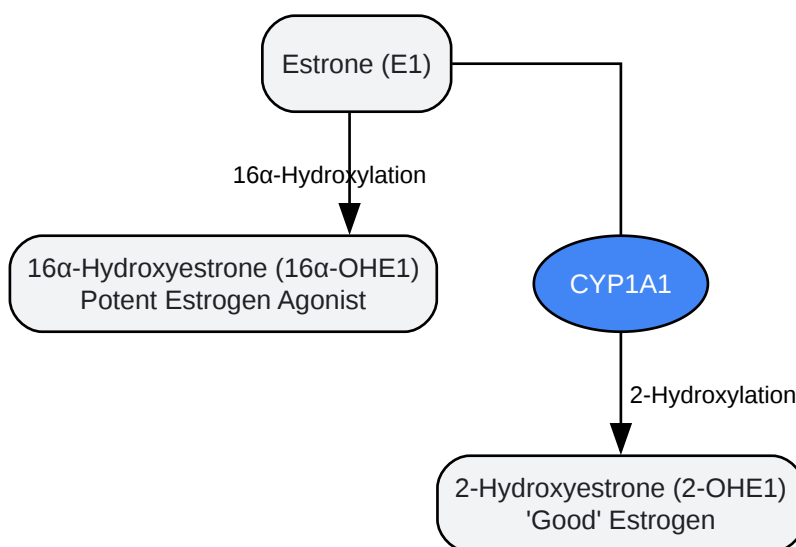 Estrone (E1)
16α-Hydroxylation
16α-Hydroxyestrone (16α-OHE1)
Potent Estrogen Agonist
CYP1A1
2-Hydroxylation
2-Hydroxyestrone (2-OHE1)
'Good' Estrogen